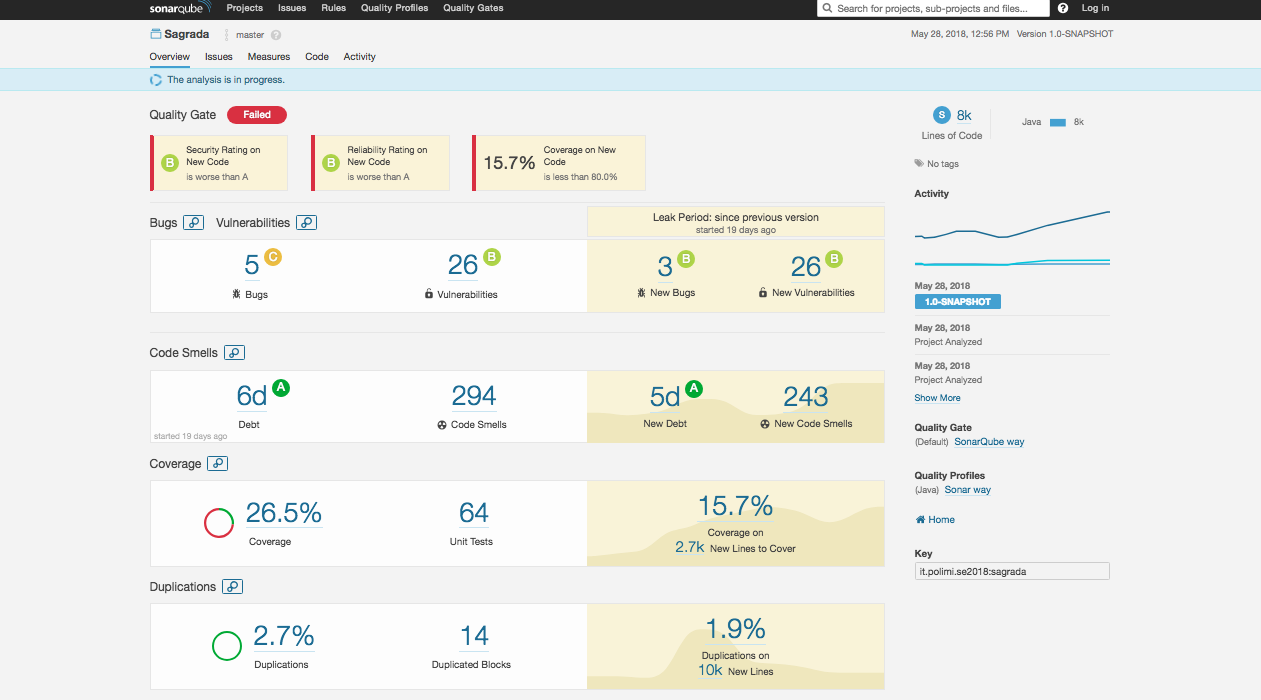 sonarqube Projects Issues Rules Quality Profiles Quality Gates Search for projects, sub-projects and files... ? Log in
Sagrada master ? May 28, 2018, 12:56 PM Version 1.0-SNAPSHOT
Overview Issues Measures Code Activity
The analysis is in progress.
Quality Gate Failed
B Security Rating on New Code is worse than A
B Reliability Rating on New Code is worse than A
15.7% Coverage on New Code is less than 80.0%
Bugs Vulnerabilities
Leak Period: since previous version
started 19 days ago
5 C 26 B 3 B 26 B
Bugs Vulnerabilities New Bugs New Vulnerabilities
Code Smells
6d A 294 5d A 243
Debt Code Smells New Debt New Code Smells
started 19 days ago
Coverage
26.5% 64 15.7%
Coverage Unit Tests Coverage on
2.7k New Lines to Cover
Duplications
2.7% 14 1.9%
Duplications Duplicated Blocks Duplications on
10k New Lines
S 8k Java 8k
Lines of Code
No tags
Activity
May 28, 2018
1.0-SNAPSHOT
May 28, 2018
Project Analyzed
May 28, 2018
Project Analyzed
Show More
Quality Gate
(Default) SonarQube way
Quality Profiles
(Java) Sonar way
Home
Key
it.polimi.se2018:sagrada